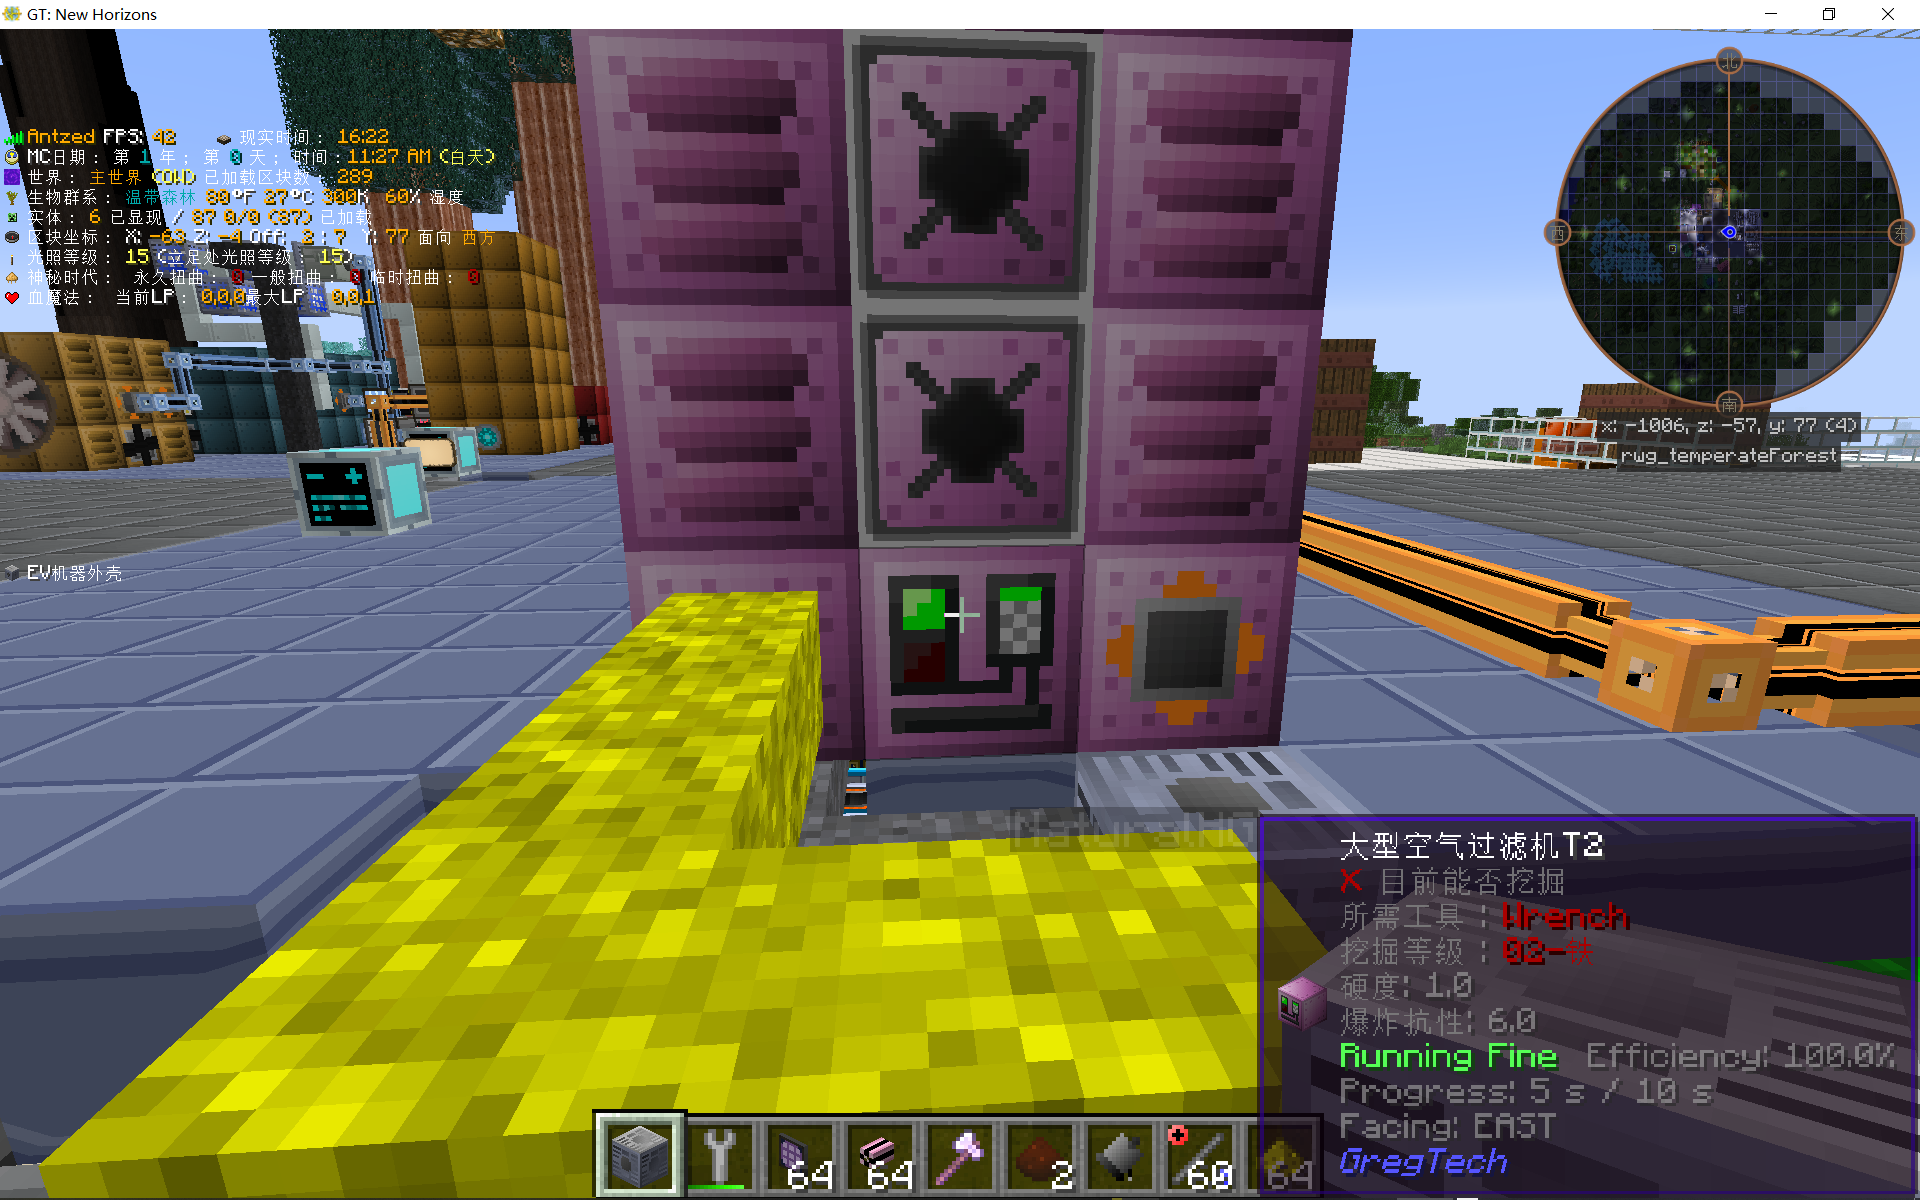 GT: New Horizons
Antzed FPS: 42 现实时间： 16:22
MC日期： 第 1 年； 第 0 天； 时间：11:27 AM (白天)
世界： 主世界 (OW) 已加载区块数： 289
生物群系： 温带森林 80°F 27°C 300K 60% 湿度
实体： 6 已显现 / 87 0/0 (87) 已加载
区块坐标： X: -63 Z: -4 Off: 2 : 7 Y: 77 面向 西方
光照等级： 15 (立足处光照等级： 15)
神秘时代： 永久扭曲： 0 一般扭曲： 0 临时扭曲： 0
血魔法： 当前LP： 0,0,0最大LP： 0,0,1
EV机器外壳
北
西
东
南
x: -1006, z: -57, y: 77 (4)
rwg_temperateForest
大型空气过滤机T2
✕ 目前能否挖掘
所需工具 : Wrench
挖掘等级 : 02-铁
硬度: 1.0
爆炸抗性: 6.0
Running Fine Efficiency: 100.0%
Progress: 5 s / 10 s
Facing: EAST
GregTech
64
64
2
60
64